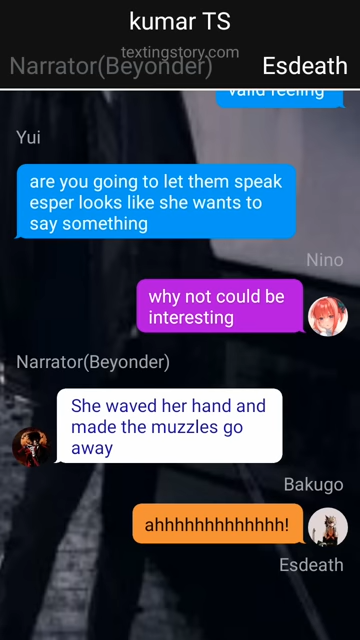 kumar TS
textingstory.com
Narrator(Beyonder)
Esdeath
valid feeling
Yui
are you going to let them speak
esper looks like she wants to
say something
Nino
why not could be
interesting
Narrator(Beyonder)
She waved her hand and
made the muzzles go
away
Bakugo
ahhhhhhhhhhhhh!
Esdeath